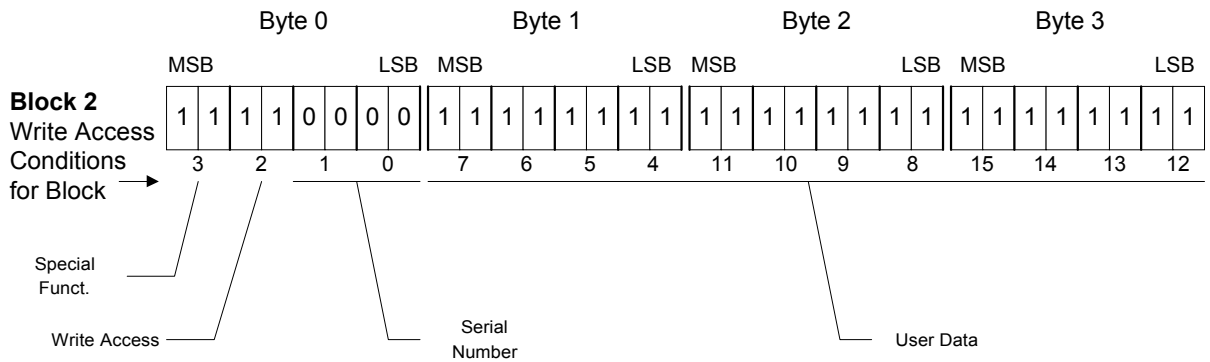 Byte 0 Byte 1 Byte 2 Byte 3
MSB LSB MSB LSB MSB LSB MSB LSB
Block 2
Write Access
Conditions
for Block
1 1 1 1 0 0 0 0 1 1 1 1 1 1 1 1 1 1 1 1 1 1 1 1 1 1 1 1 1 1 1 1
3 2 1 0 7 6 5 4 11 10 9 8 15 14 13 12
Special
Funct.
Write Access
Serial
Number
User Data